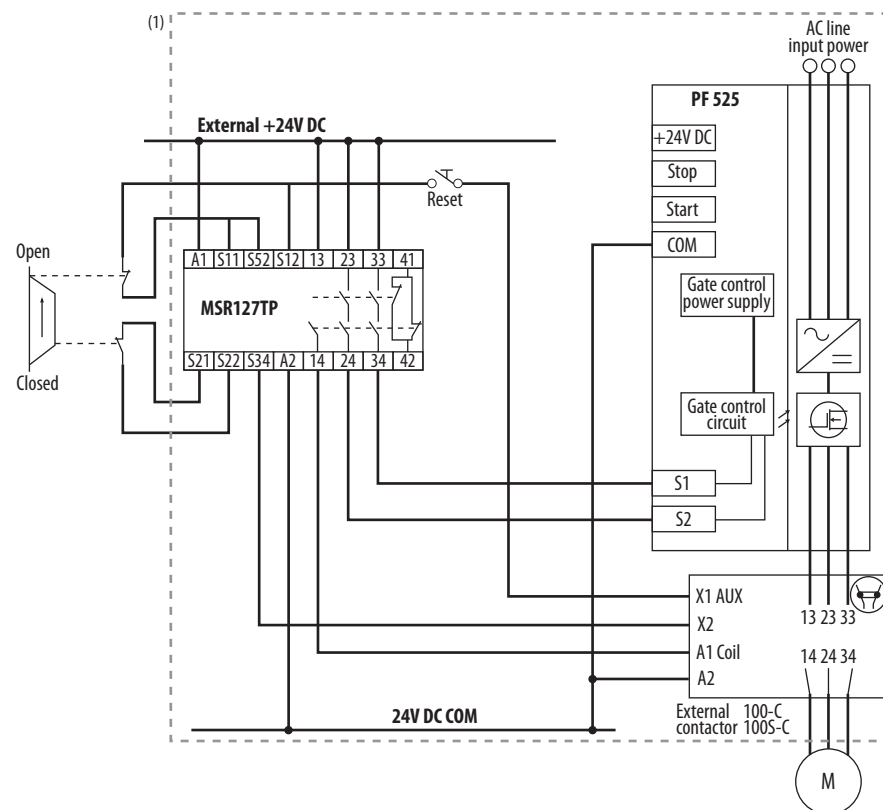 (1)
AC line
input power
PF 525
External +24V DC
+24V DC
Stop
Start
COM
Reset
Open
Closed
A1 S11 S52 S12 13 23 33 41
MSR127TP
S21 S22 S34 A2 14 24 34 42
Gate control
power supply
Gate control
circuit
S1
S2
X1 AUX
X2
A1 Coil
A2
13 23 33
14 24 34
24V DC COM
External 100-C
contactor 100S-C
M